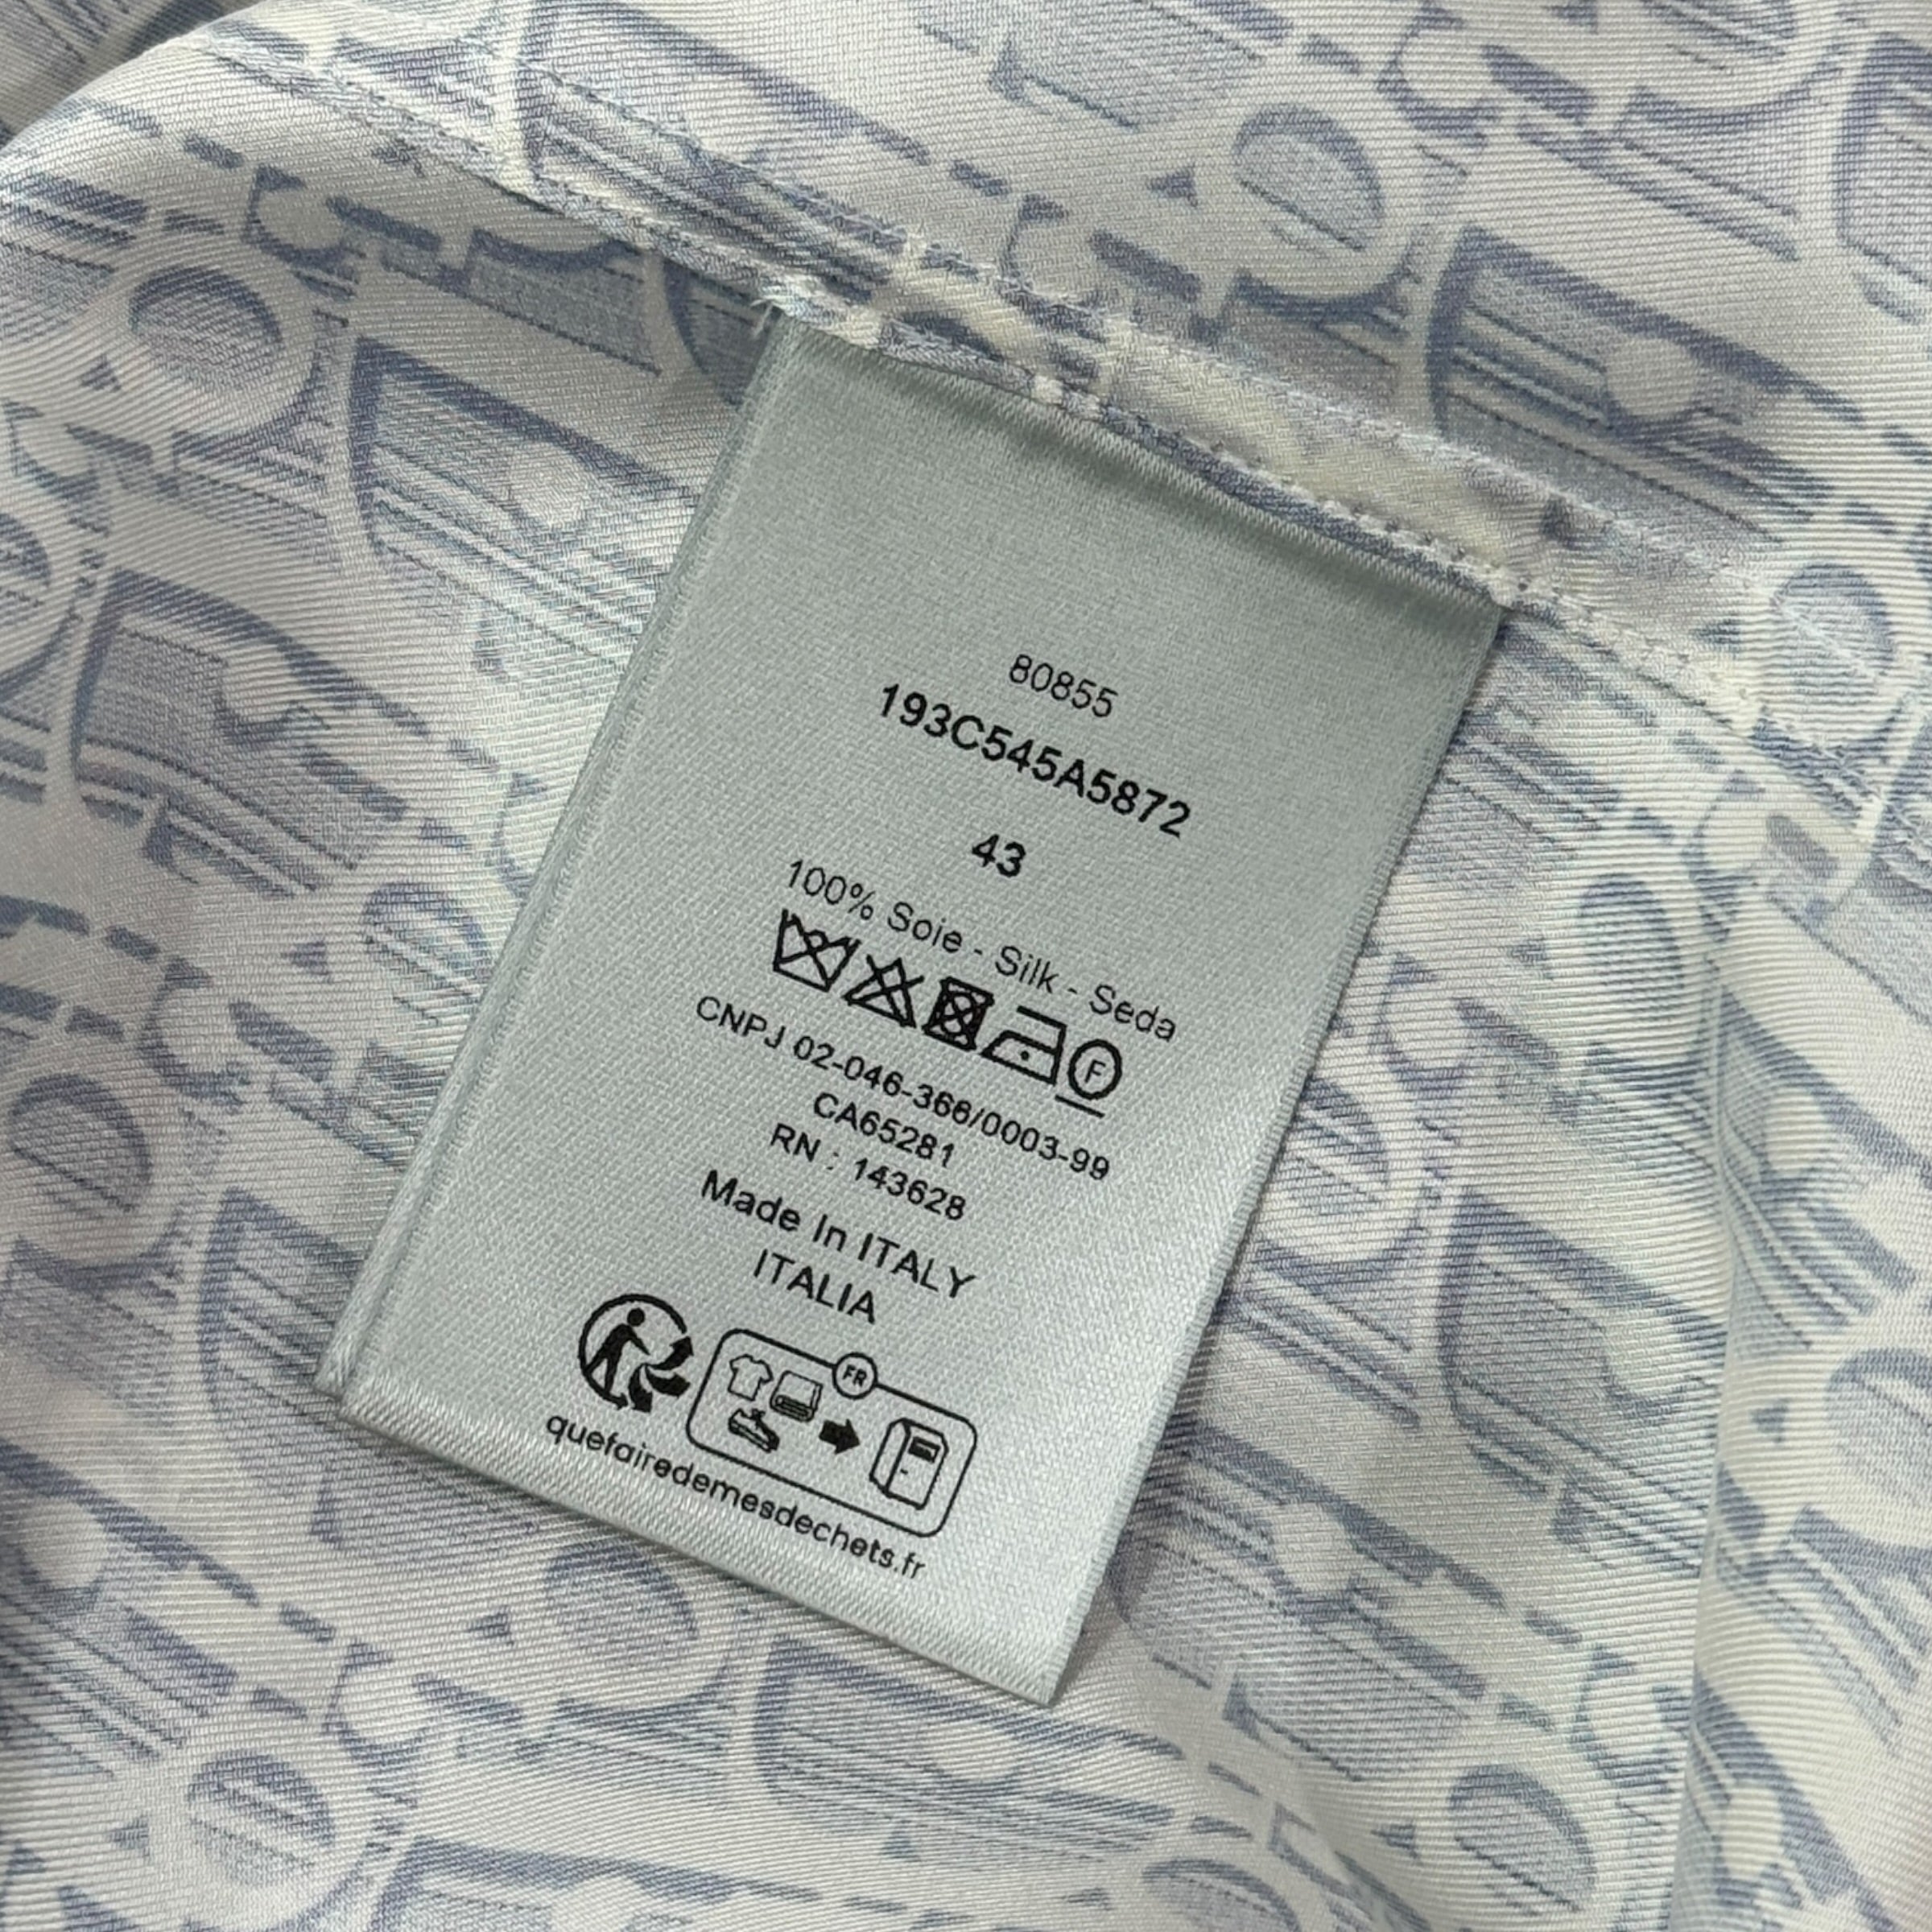 80855
193C545A5872
43
100% Soie - Silk - Seda
F
CNPJ 02-046-366/0003-99
CA65281
RN : 143628
Made In ITALY
ITALIA
FR
quefairedemesdechets.fr